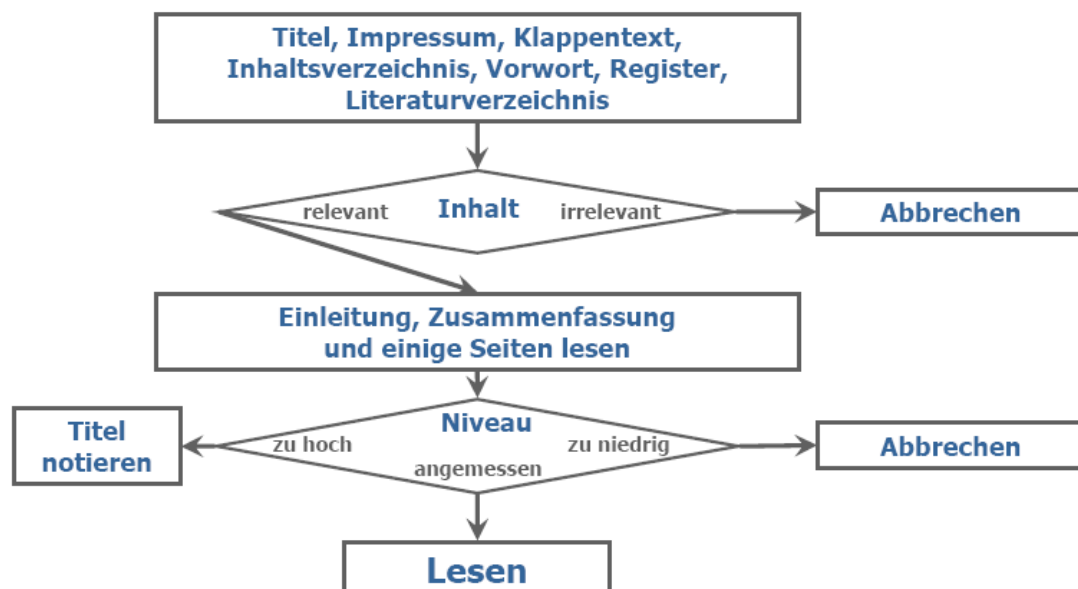 Titel, Impressum, Klappentext,
Inhaltsverzeichnis, Vorwort, Register,
Literaturverzeichnis
relevant
Inhalt
irrelevant
Abbrechen
Einleitung, Zusammenfassung
und einige Seiten lesen
Titel
notieren
zu hoch
Niveau
zu niedrig
angemessen
Abbrechen
Lesen